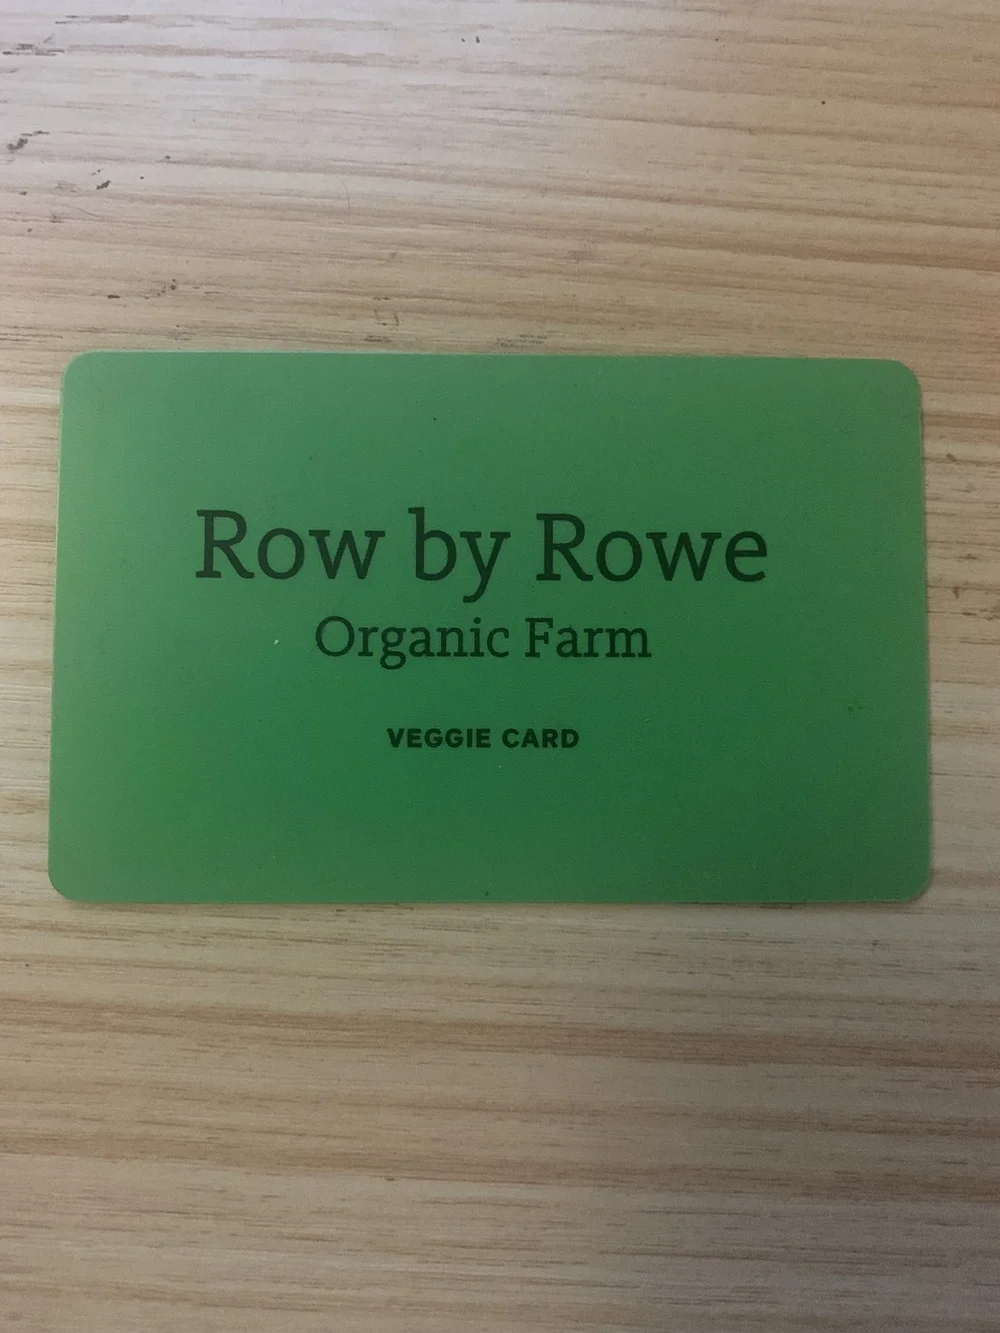 Row by Rowe
Organic Farm
VEGGIE CARD